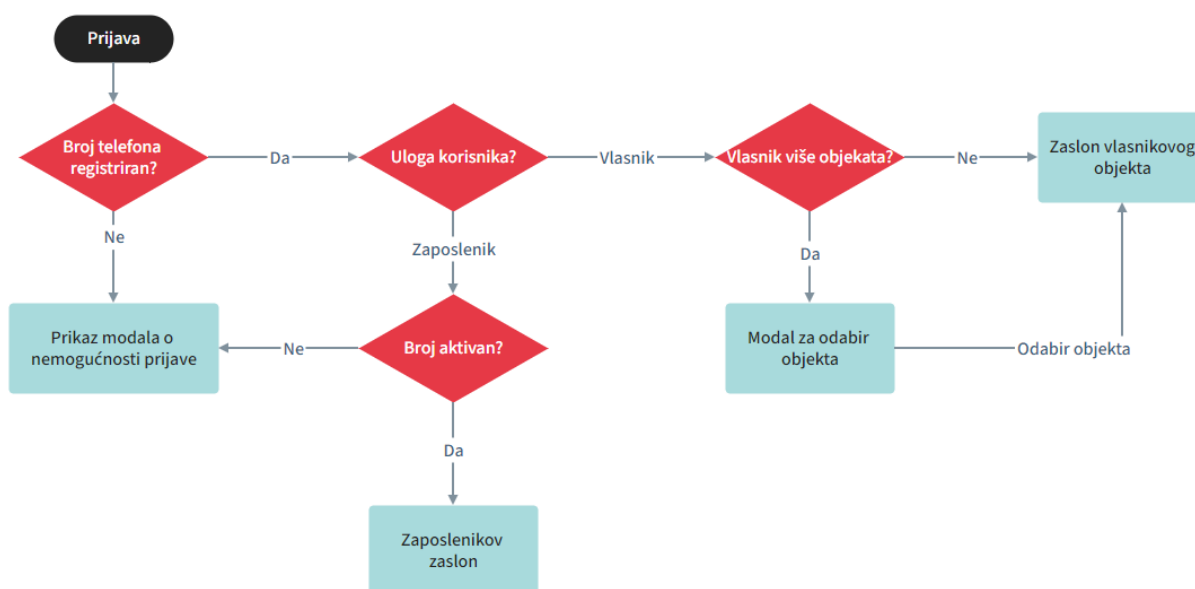 Prijava
Broj telefona
registriran?
Da
Uloga korisnika?
Vlasnik
Vlasnik više objekata?
Ne
Zaslon vlasnikovog
objekta
Ne
Zaposlenik
Da
Prikaz modala o
nemogućnosti prijave
Ne
Broj aktivan?
Modal za odabir
objekta
Odabir objekta
Da
Zaposlenikov
zaslon